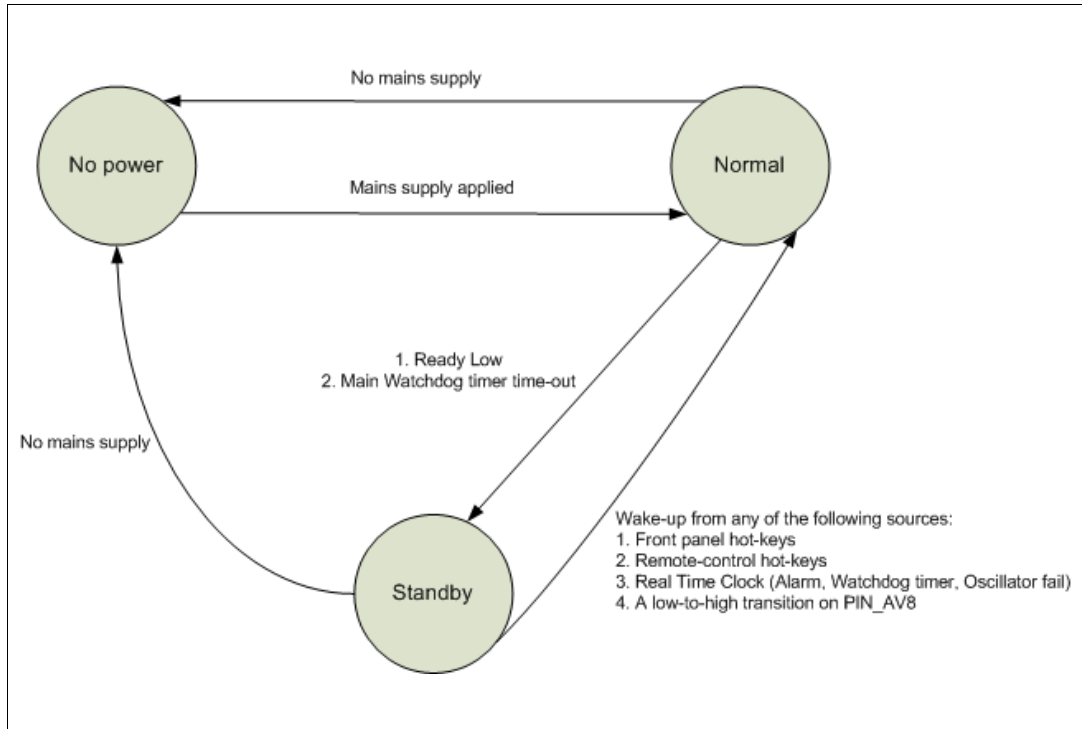 No mains supply
No power
Normal
Mains supply applied
1. Ready Low
2. Main Watchdog timer time-out
No mains supply
Wake-up from any of the following sources:
1. Front panel hot-keys
2. Remote-control hot-keys
3. Real Time Clock (Alarm, Watchdog timer, Oscillator fail)
4. A low-to-high transition on PIN_AV8
Standby